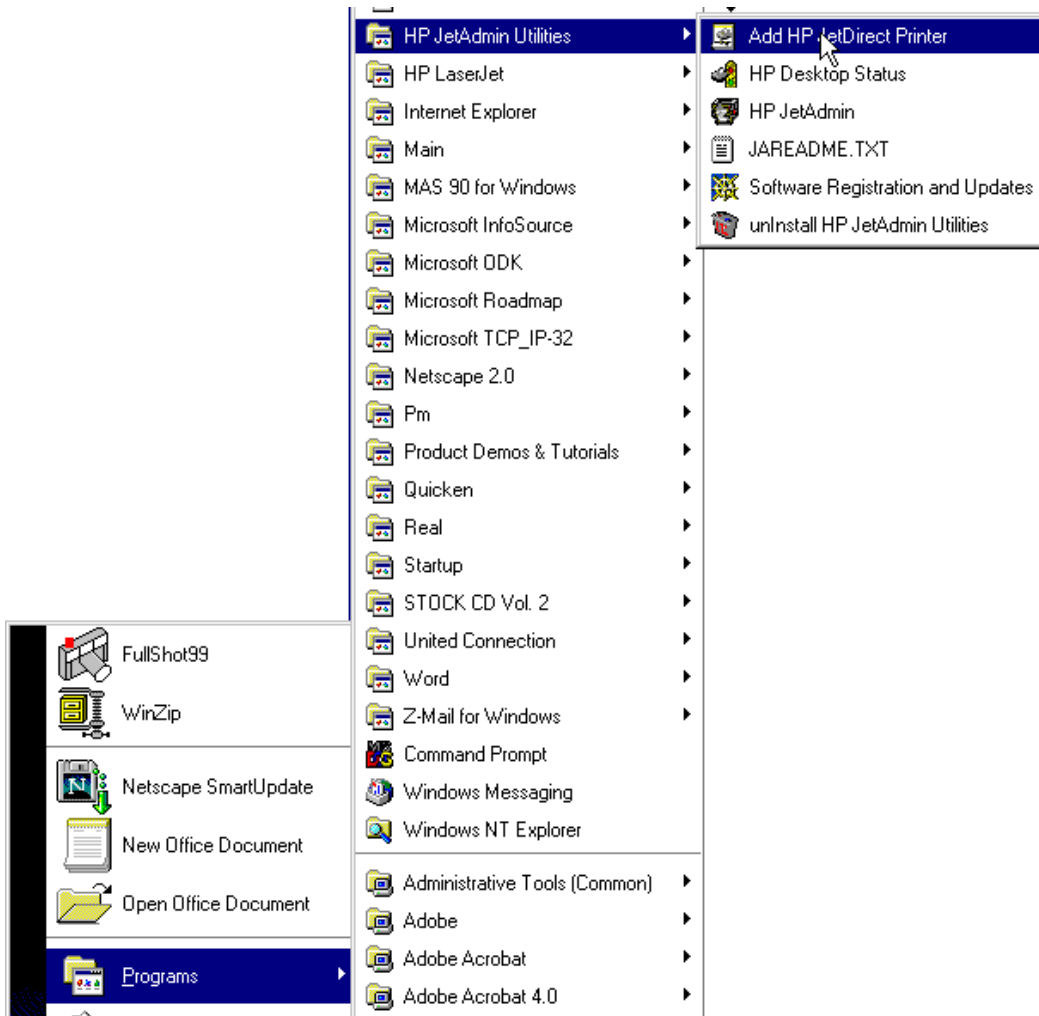 HP JetAdmin Utilities
HP LaserJet
Internet Explorer
Main
MAS 90 for Windows
Microsoft InfoSource
Microsoft ODK
Microsoft Roadmap
Microsoft TCP_IP-32
Netscape 2.0
Pm
Product Demos & Tutorials
Quicken
Real
Startup
STOCK CD Vol. 2
United Connection
Word
Z-Mail for Windows
Command Prompt
Windows Messaging
Windows NT Explorer
Administrative Tools (Common)
Adobe
Adobe Acrobat
Adobe Acrobat 4.0
Add HP JetDirect Printer
HP Desktop Status
HP JetAdmin
JAREADME.TXT
Software Registration and Updates
unInstall HP JetAdmin Utilities
FullShot99
WinZip
Netscape SmartUpdate
New Office Document
Open Office Document
Programs